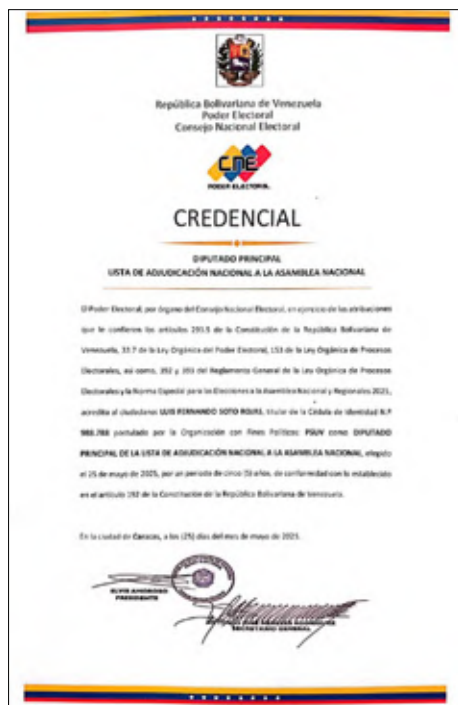 República Bolivariana de Venezuela
Poder Electoral
Consejo Nacional Electoral
CNE
PODER ELECTORAL
CREDENCIAL
DIPUTADO PRINCIPAL
LISTA DE ADJUDICACIÓN NACIONAL A LA ASAMBLEA NACIONAL
El Poder Electoral, por órgano del Consejo Nacional Electoral, en ejercicio de las atribuciones
que le confieren los artículos 293.5 de la Constitución de la República Bolivariana de
Venezuela, 33.7 de la Ley Orgánica del Poder Electoral, 153 de la Ley Orgánica de Procesos
Electorales, así como, 392 y 393 del Reglamento General de la Ley Orgánica de Procesos
Electorales y la Norma Especial para las Elecciones a la Asamblea Nacional y Regionales 2025,
acredita al ciudadano LUIS FERNANDO SOTO ROJAS, titular de la Cédula de Identidad N.º
988.788 postulado por la Organización con Fines Políticos: PSUV como DIPUTADO
PRINCIPAL DE LA LISTA DE ADJUDICACIÓN NACIONAL A LA ASAMBLEA NACIONAL, elegido
el 25 de mayo de 2025, por un período de cinco (5) años, de conformidad con lo establecido
en el artículo 192 de la Constitución de la República Bolivariana de Venezuela.
En la ciudad de Caracas, a los (25) días del mes de mayo de 2025.
ELVIS AMOROSO
PRESIDENTE
SECRETARIO GENERAL